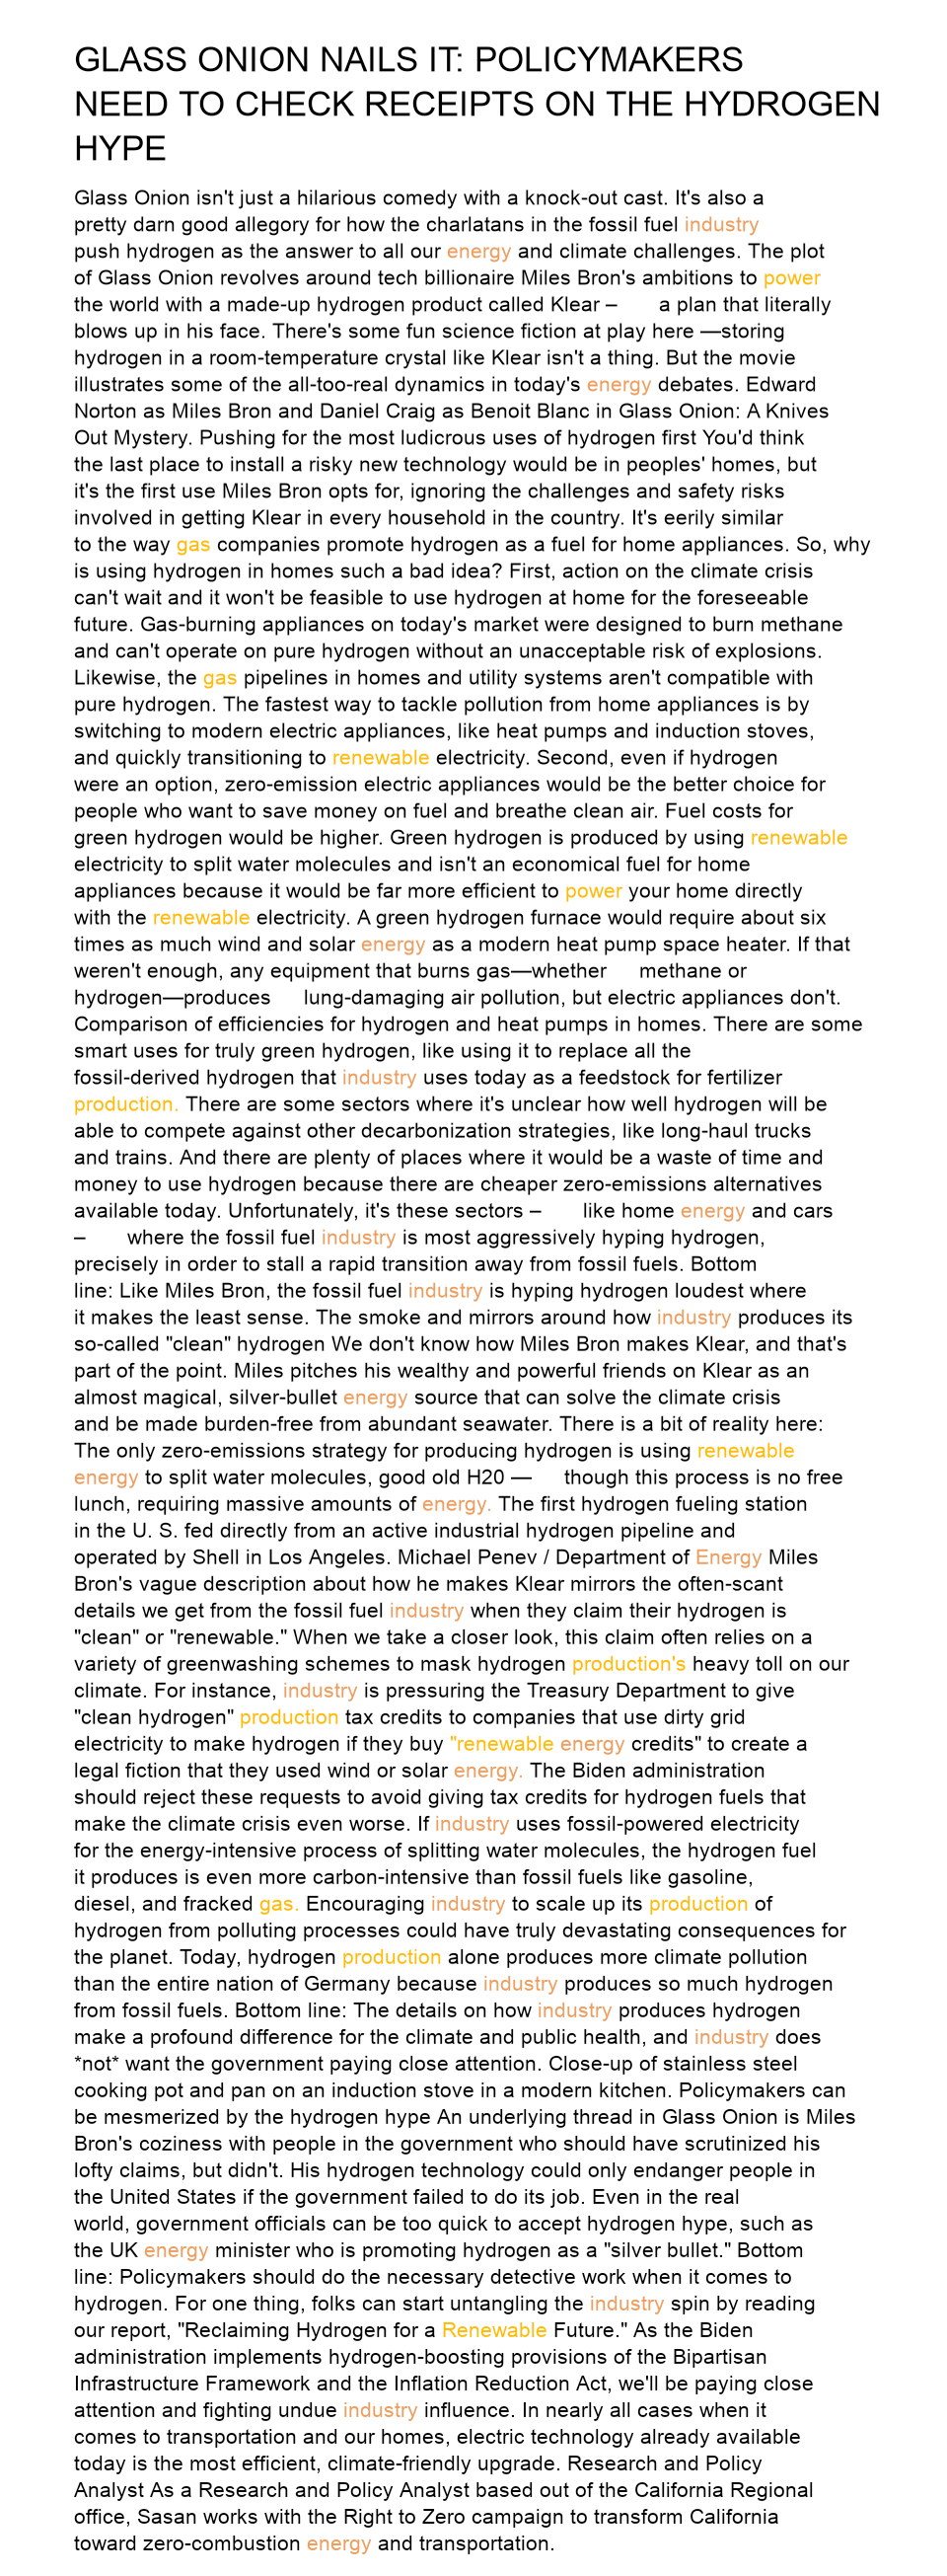 GLASS ONION NAILS IT: POLICYMAKERS
NEED TO CHECK RECEIPTS ON THE HYDROGEN
HYPE
Glass Onion isn't just a hilarious comedy with a knock-out cast. It's also a
pretty darn good allegory for how the charlatans in the fossil fuel industry
push hydrogen as the answer to all our energy and climate challenges. The plot
of Glass Onion revolves around tech billionaire Miles Bron's ambitions to power
the world with a made-up hydrogen product called Klear – a plan that literally
blows up in his face. There's some fun science fiction at play here —storing
hydrogen in a room-temperature crystal like Klear isn't a thing. But the movie
illustrates some of the all-too-real dynamics in today's energy debates. Edward
Norton as Miles Bron and Daniel Craig as Benoit Blanc in Glass Onion: A Knives
Out Mystery. Pushing for the most ludicrous uses of hydrogen first You'd think
the last place to install a risky new technology would be in peoples' homes, but
it's the first use Miles Bron opts for, ignoring the challenges and safety risks
involved in getting Klear in every household in the country. It's eerily similar
to the way gas companies promote hydrogen as a fuel for home appliances. So, why
is using hydrogen in homes such a bad idea? First, action on the climate crisis
can't wait and it won't be feasible to use hydrogen at home for the foreseeable
future. Gas-burning appliances on today's market were designed to burn methane
and can't operate on pure hydrogen without an unacceptable risk of explosions.
Likewise, the gas pipelines in homes and utility systems aren't compatible with
pure hydrogen. The fastest way to tackle pollution from home appliances is by
switching to modern electric appliances, like heat pumps and induction stoves,
and quickly transitioning to renewable electricity. Second, even if hydrogen
were an option, zero-emission electric appliances would be the better choice for
people who want to save money on fuel and breathe clean air. Fuel costs for
green hydrogen would be higher. Green hydrogen is produced by using renewable
electricity to split water molecules and isn't an economical fuel for home
appliances because it would be far more efficient to power your home directly
with the renewable electricity. A green hydrogen furnace would require about six
times as much wind and solar energy as a modern heat pump space heater. If that
weren't enough, any equipment that burns gas—whether methane or
hydrogen—produces lung-damaging air pollution, but electric appliances don't.
Comparison of efficiencies for hydrogen and heat pumps in homes. There are some
smart uses for truly green hydrogen, like using it to replace all the
fossil-derived hydrogen that industry uses today as a feedstock for fertilizer
production. There are some sectors where it's unclear how well hydrogen will be
able to compete against other decarbonization strategies, like long-haul trucks
and trains. And there are plenty of places where it would be a waste of time and
money to use hydrogen because there are cheaper zero-emissions alternatives
available today. Unfortunately, it's these sectors – like home energy and cars
– where the fossil fuel industry is most aggressively hyping hydrogen,
precisely in order to stall a rapid transition away from fossil fuels. Bottom
line: Like Miles Bron, the fossil fuel industry is hyping hydrogen loudest where
it makes the least sense. The smoke and mirrors around how industry produces its
so-called "clean" hydrogen We don't know how Miles Bron makes Klear, and that's
part of the point. Miles pitches his wealthy and powerful friends on Klear as an
almost magical, silver-bullet energy source that can solve the climate crisis
and be made burden-free from abundant seawater. There is a bit of reality here:
The only zero-emissions strategy for producing hydrogen is using renewable
energy to split water molecules, good old H20 –– though this process is no free
lunch, requiring massive amounts of energy. The first hydrogen fueling station
in the U. S. fed directly from an active industrial hydrogen pipeline and
operated by Shell in Los Angeles. Michael Penev / Department of Energy Miles
Bron's vague description about how he makes Klear mirrors the often-scant
details we get from the fossil fuel industry when they claim their hydrogen is
"clean" or "renewable." When we take a closer look, this claim often relies on a
variety of greenwashing schemes to mask hydrogen production's heavy toll on our
climate. For instance, industry is pressuring the Treasury Department to give
"clean hydrogen" production tax credits to companies that use dirty grid
electricity to make hydrogen if they buy "renewable energy credits" to create a
legal fiction that they used wind or solar energy. The Biden administration
should reject these requests to avoid giving tax credits for hydrogen fuels that
make the climate crisis even worse. If industry uses fossil-powered electricity
for the energy-intensive process of splitting water molecules, the hydrogen fuel
it produces is even more carbon-intensive than fossil fuels like gasoline,
diesel, and fracked gas. Encouraging industry to scale up its production of
hydrogen from polluting processes could have truly devastating consequences for
the planet. Today, hydrogen production alone produces more climate pollution
than the entire nation of Germany because industry produces so much hydrogen
from fossil fuels. Bottom line: The details on how industry produces hydrogen
make a profound difference for the climate and public health, and industry does
*not* want the government paying close attention. Close-up of stainless steel
cooking pot and pan on an induction stove in a modern kitchen. Policymakers can
be mesmerized by the hydrogen hype An underlying thread in Glass Onion is Miles
Bron's coziness with people in the government who should have scrutinized his
lofty claims, but didn't. His hydrogen technology could only endanger people in
the United States if the government failed to do its job. Even in the real
world, government officials can be too quick to accept hydrogen hype, such as
the UK energy minister who is promoting hydrogen as a "silver bullet." Bottom
line: Policymakers should do the necessary detective work when it comes to
hydrogen. For one thing, folks can start untangling the industry spin by reading
our report, "Reclaiming Hydrogen for a Renewable Future." As the Biden
administration implements hydrogen-boosting provisions of the Bipartisan
Infrastructure Framework and the Inflation Reduction Act, we'll be paying close
attention and fighting undue industry influence. In nearly all cases when it
comes to transportation and our homes, electric technology already available
today is the most efficient, climate-friendly upgrade. Research and Policy
Analyst As a Research and Policy Analyst based out of the California Regional
office, Sasan works with the Right to Zero campaign to transform California
toward zero-combustion energy and transportation.